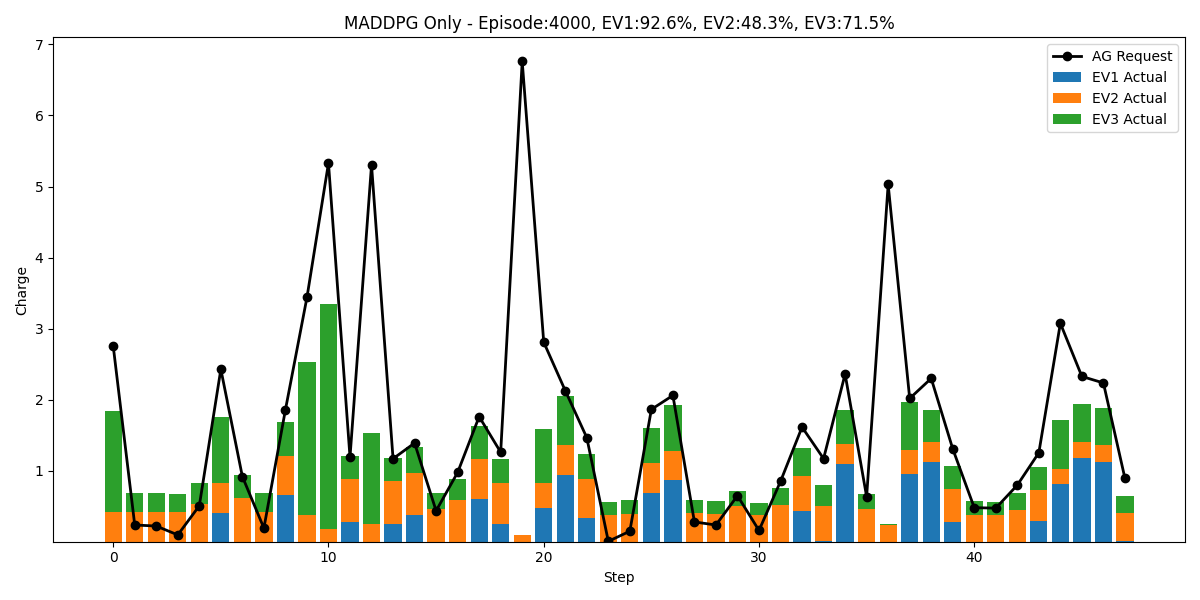 MADDPG Only - Episode:4000, EV1:92.6%, EV2:48.3%, EV3:71.5%
AG Request
EV1 Actual
EV2 Actual
EV3 Actual
Charge
7
6
5
4
3
2
1
0
10
20
30
40
Step